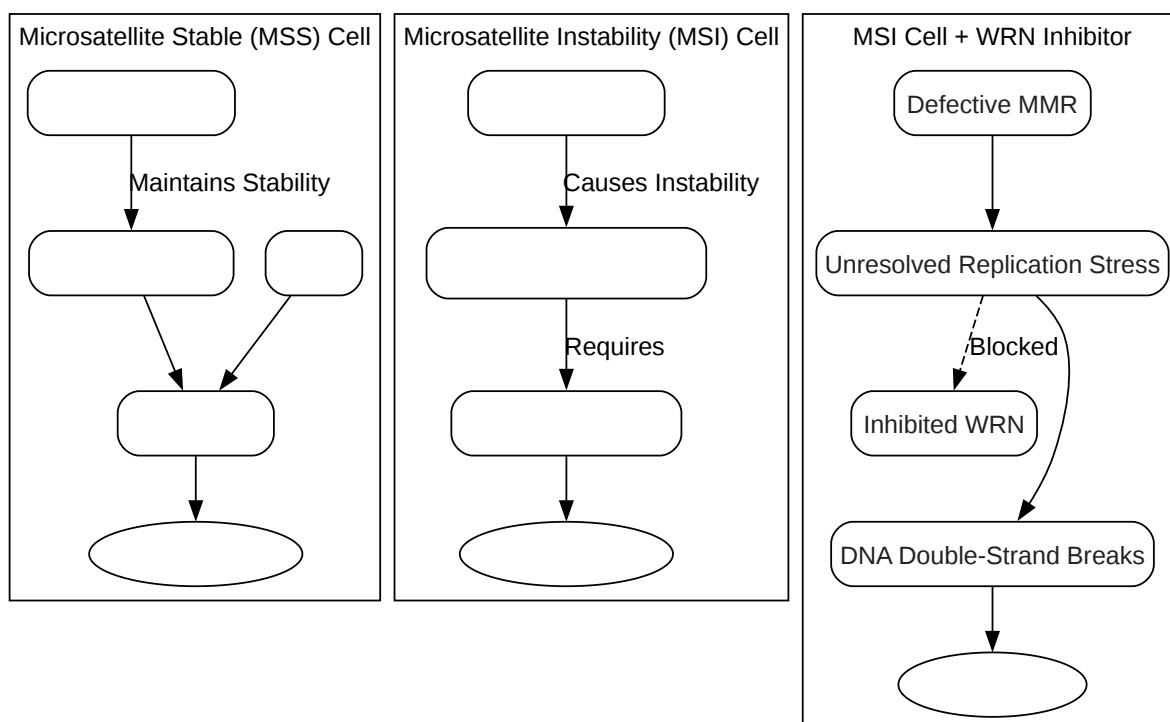 Microsatellite Stable (MSS) Cell
Maintains Stability
Microsatellite Instability (MSI) Cell
Causes Instability
Requires
MSI Cell + WRN Inhibitor
Defective MMR
Unresolved Replication Stress
Blocked
Inhibited WRN
DNA Double-Strand Breaks